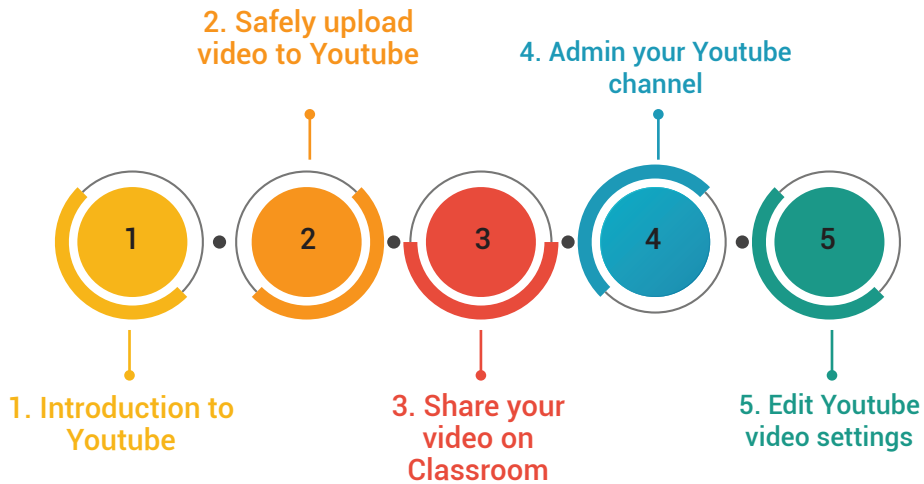 2. Safely upload
video to Youtube
4. Admin your Youtube
channel
1
2
3
4
5
1. Introduction to
Youtube
3. Share your
video on
Classroom
5. Edit Youtube
video settings